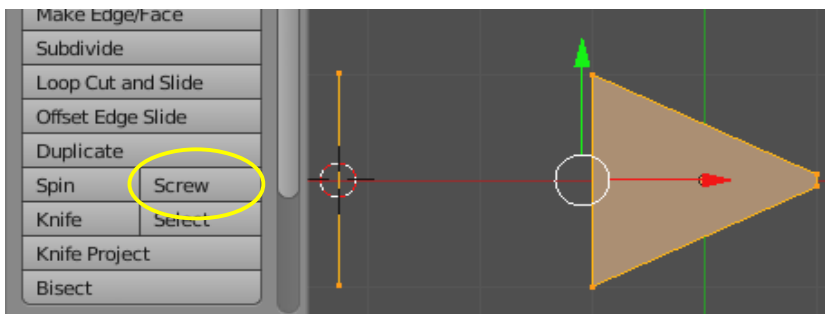 Make Edge/Face
Subdivide
Loop Cut and Slide
Offset Edge Slide
Duplicate
Spin Screw
Knife Select
Knife Project
Bisect